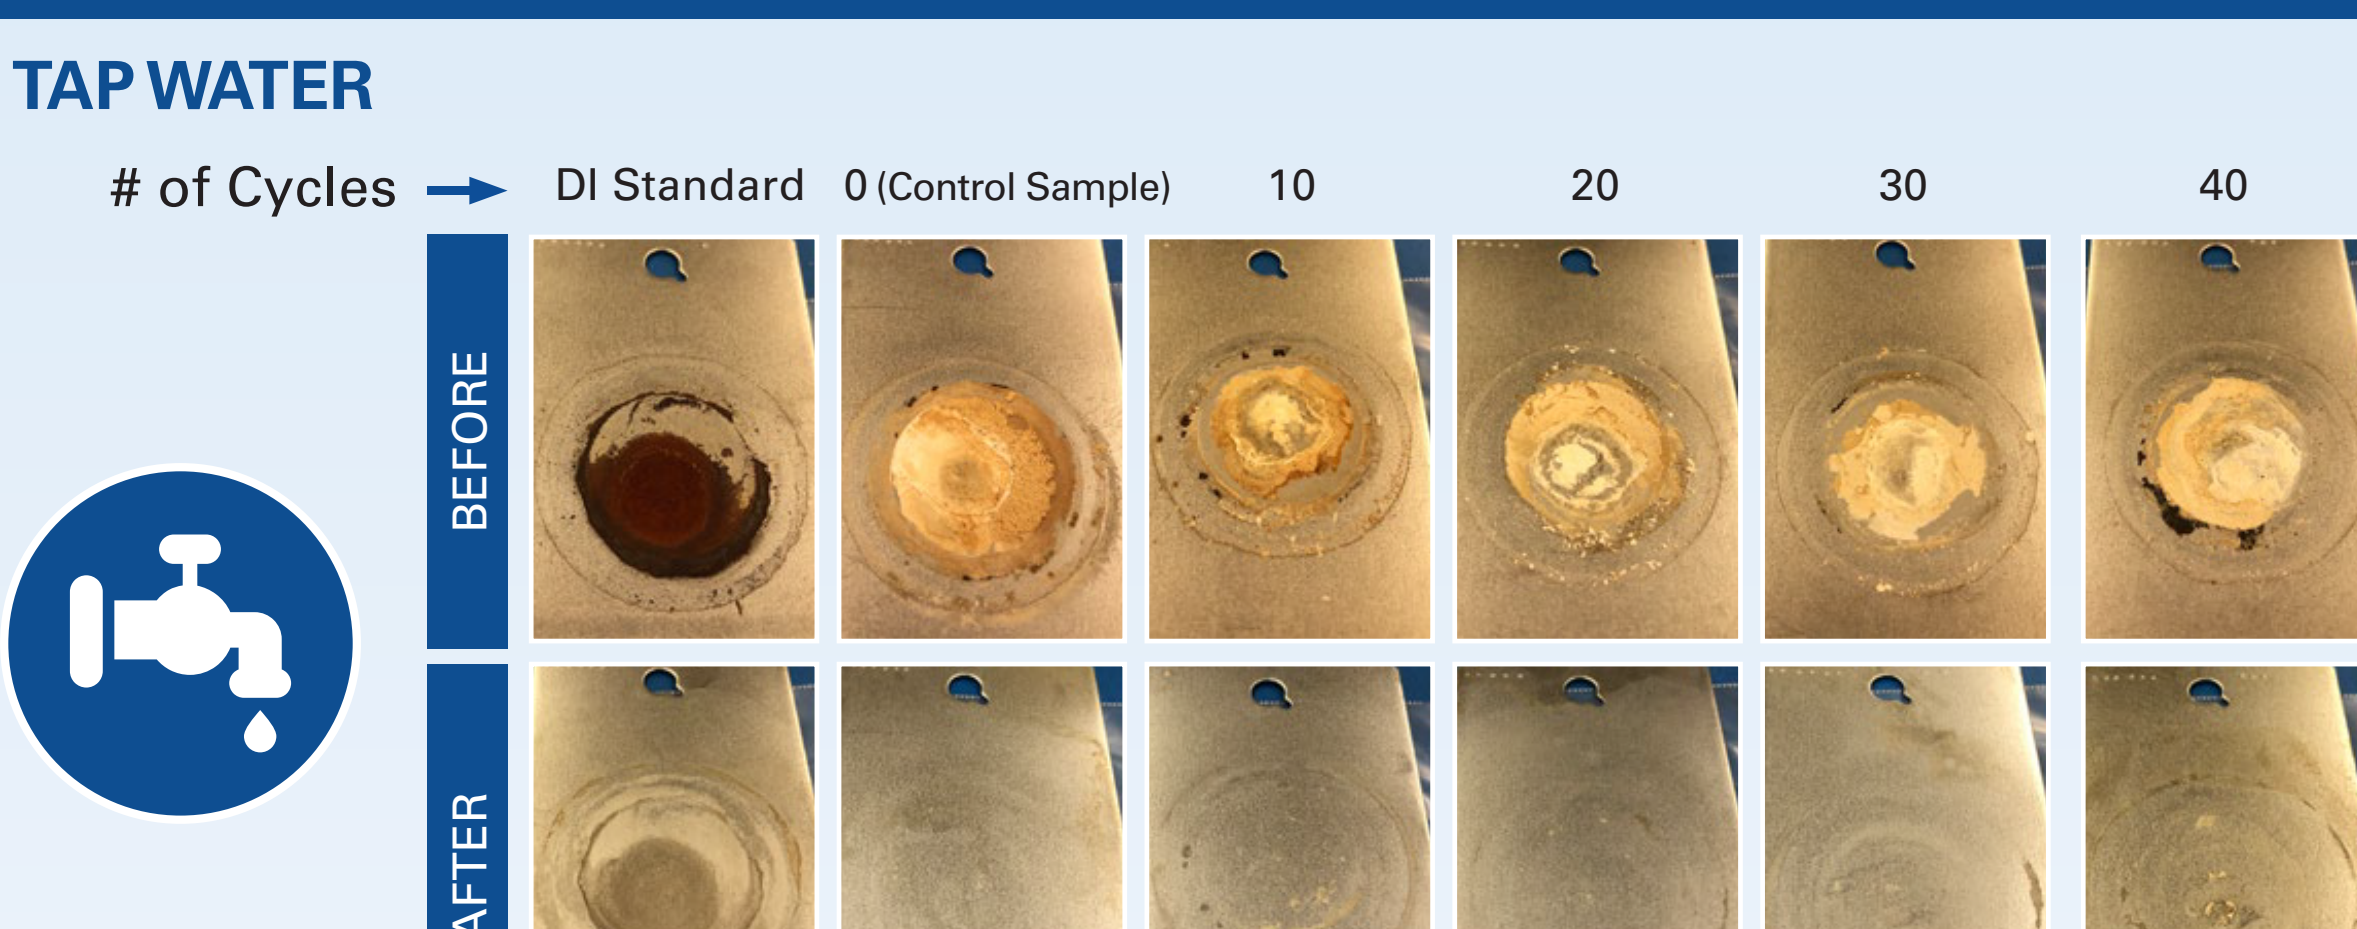 TAP WATER
# of Cycles
DI Standard
0 (Control Sample)
10
20
30
40
BEFORE
AFTER